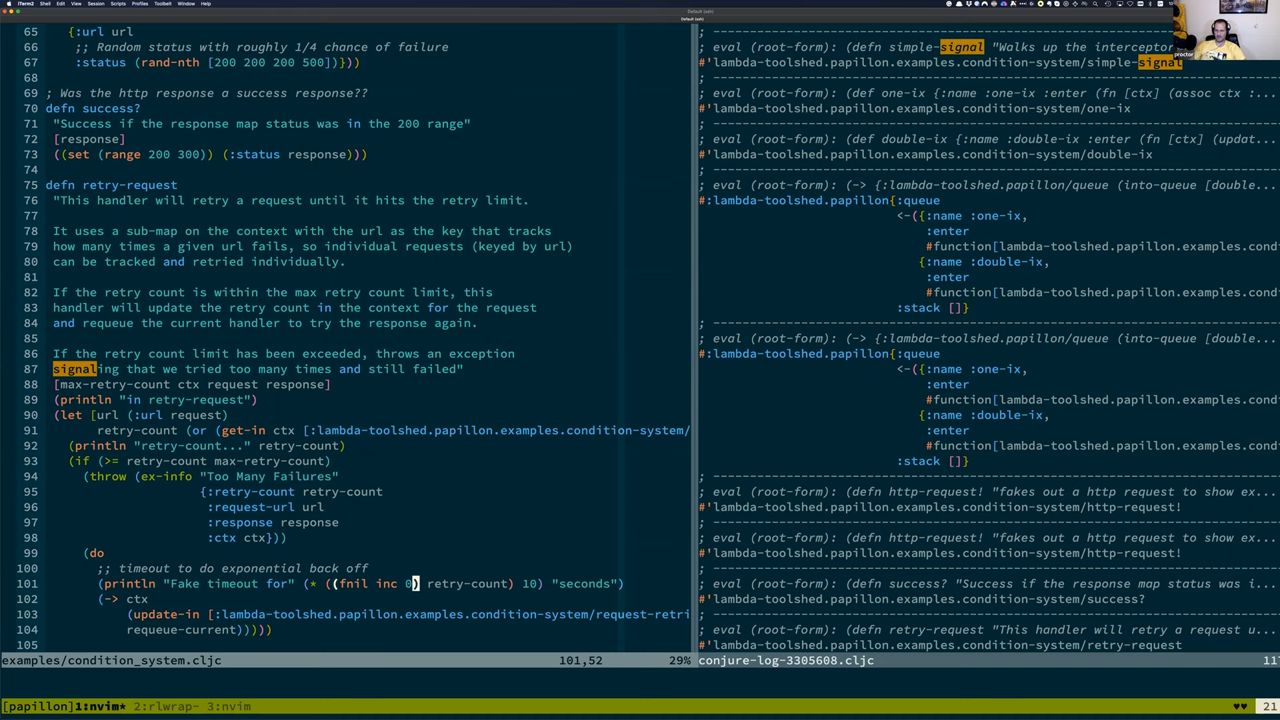 iTerm2 Shell Edit View Session Scripts Profiles Toolbelt Window Help
Default (ssh)
Default (ssh)
65 {:url url
66 ;; Random status with roughly 1/4 chance of failure
67 :status (rand-nth [200 200 200 500])}))
68
69 ; Was the http response a success response??
70 defn success?
71 "Success if the response map status was in the 200 range"
72 [response]
73 ((set (range 200 300)) (:status response)))
74
75 defn retry-request
76 "This handler will retry a request until it hits the retry limit.
77
78 It uses a sub-map on the context with the url as the key that tracks
79 how many times a given url fails, so individual requests (keyed by url)
80 can be tracked and retried individually.
81
82 If the retry count is within the max retry count limit, this
83 handler will update the retry count in the context for the request
84 and requeue the current handler to try the response again.
85
86 If the retry count limit has been exceeded, throws an exception
87 signaling that we tried too many times and still failed"
88 [max-retry-count ctx request response]
89 (println "in retry-request")
90 (let [url (:url request)
91 retry-count (or (get-in ctx [:lambda-toolshed.papillon.examples.condition-system/
92 (println "retry-count..." retry-count)
93 (if (>= retry-count max-retry-count)
94 (throw (ex-info "Too Many Failures"
95 {:retry-count retry-count
96 :request-url url
97 :response response
98 :ctx ctx}))
99 (do
100 ;; timeout to do exponential back off
101 (println "Fake timeout for" (* ((fnil inc 0) retry-count) 10) "seconds")
102 (-> ctx
103 (update-in [:lambda-toolshed.papillon.examples.condition-system/request-retri
104 requeue-current)))))
105
examples/condition_system.cljc 101,52 29%
; --------------------------------------------------------------------------------
; eval (root-form): (defn simple-signal "Walks up the interceptor
#'lambda-toolshed.papillon.examples.condition-system/simple-signal
; --------------------------------------------------------------------------------
; eval (root-form): (def one-ix {:name :one-ix :enter (fn [ctx] (assoc ctx :...
#'lambda-toolshed.papillon.examples.condition-system/one-ix
; --------------------------------------------------------------------------------
; eval (root-form): (def double-ix {:name :double-ix :enter (fn [ctx] (updat...
#'lambda-toolshed.papillon.examples.condition-system/double-ix
; --------------------------------------------------------------------------------
; eval (root-form): (-> {:lambda-toolshed.papillon/queue (into-queue [double...
#:lambda-toolshed.papillon{:queue
<-({:name :one-ix,
:enter
#function[lambda-toolshed.papillon.examples.condition
{:name :double-ix,
:enter
#function[lambda-toolshed.papillon.examples.condition
:stack []}
; --------------------------------------------------------------------------------
; eval (root-form): (-> {:lambda-toolshed.papillon/queue (into-queue [double...
#:lambda-toolshed.papillon{:queue
<-({:name :one-ix,
:enter
#function[lambda-toolshed.papillon.examples.condition
{:name :double-ix,
:enter
#function[lambda-toolshed.papillon.examples.condition
:stack []}
; --------------------------------------------------------------------------------
; eval (root-form): (defn http-request! "fakes out a http request to show ex...
#'lambda-toolshed.papillon.examples.condition-system/http-request!
; --------------------------------------------------------------------------------
; eval (root-form): (defn http-request! "fakes out a http request to show ex...
#'lambda-toolshed.papillon.examples.condition-system/http-request!
; --------------------------------------------------------------------------------
; eval (root-form): (defn success? "Success if the response map status was i...
#'lambda-toolshed.papillon.examples.condition-system/success?
; --------------------------------------------------------------------------------
; eval (root-form): (defn retry-request "This handler will retry a request u...
#'lambda-toolshed.papillon.examples.condition-system/retry-request
conjure-log-3305608.cljc 117
proctor
[papillon]1:nvim* 2:rlwrap- 3:nvim ♥♥ 21